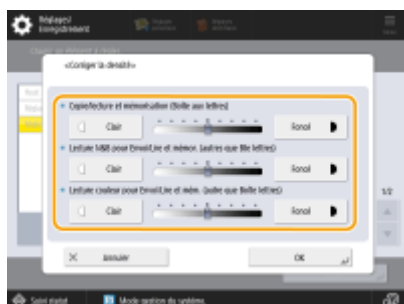 Réglages/
Enregistrement
<Corriger la densité>
Copie/lecture et mémorisation (Boîte aux lettres)
Clair
Foncé
Lecture N&B pour Envoi/Lire et mémor. (autres que Bte lettres)
Clair
Foncé
Lecture couleur pour Envoi/Lire et mém. (autre que Boîte lettres)
Clair
Foncé
1/2
Annuler
OK
Suivi statut
Mode gestion du système.